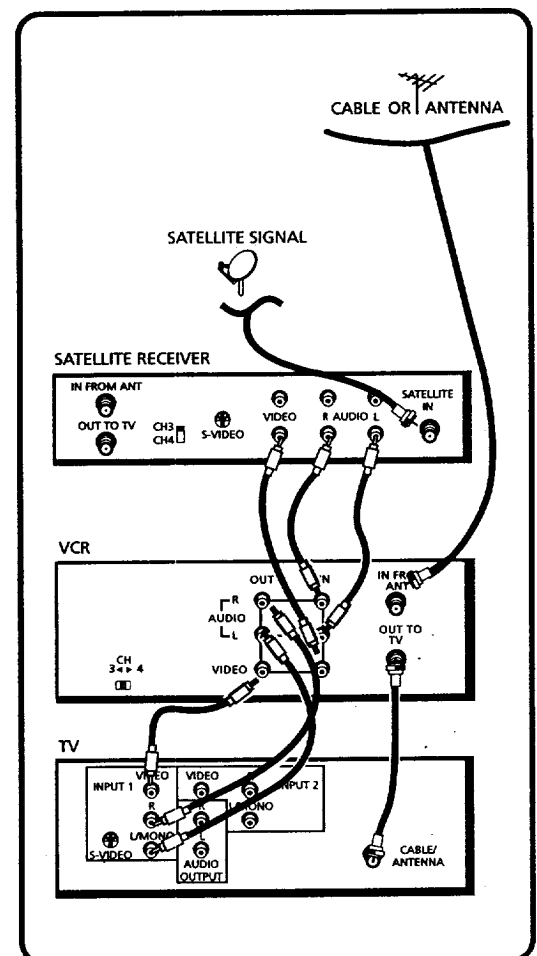 CABLE OR ANTENNA
SATELLITE SIGNAL
SATELLITE RECEIVER
IN FROM ANT
OUT TO TV
CH3
CH4
S-VIDEO
VIDEO
R AUDIO L
SATELLITE
IN
VCR
OUT
R
AUDIO
L
VIDEO
IN FR
ANT
OUT TO
TV
CH
3 4
TV
INPUT 1
VIDEO
R
L/MONO
S-VIDEO
VIDEO
R
L
AUDIO
OUTPUT
INPUT 2
CABLE/
ANTENNA